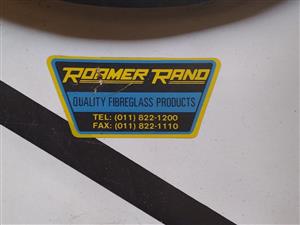 ROAMER RAND
QUALITY FIBREGLASS PRODUCTS
TEL: (011) 822-1200
FAX: (011) 822-1110